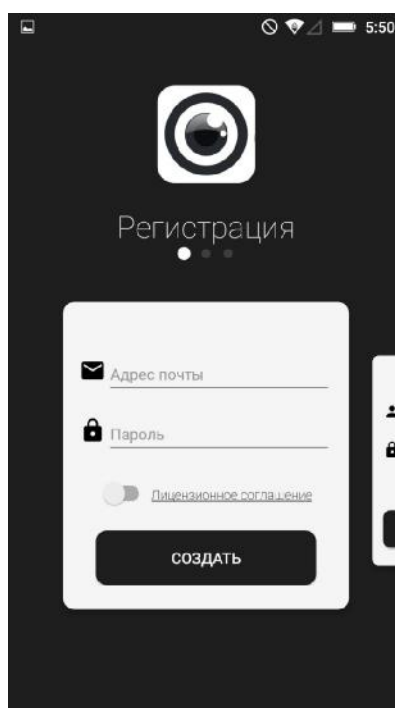 5:50
Регистрация
Адрес почты
Пароль
Лицензионное соглашение
СОЗДАТЬ